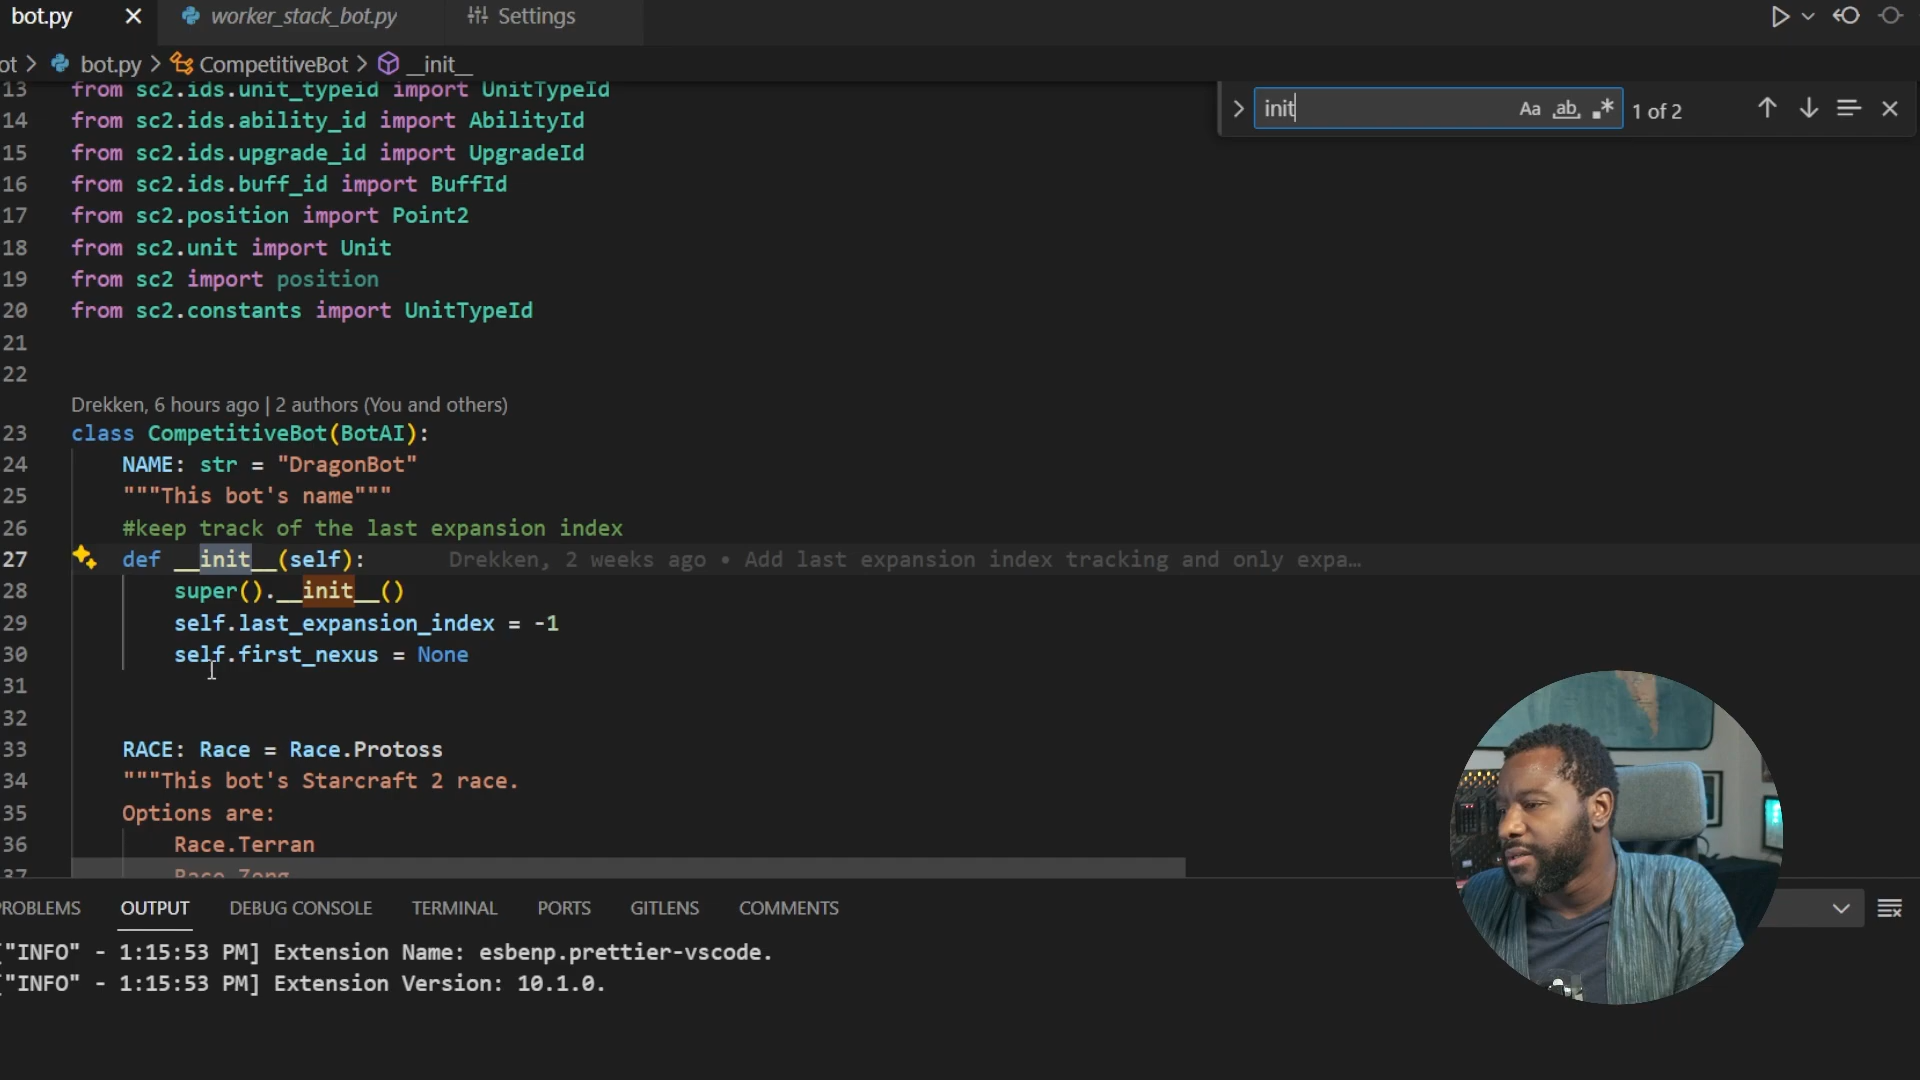 bot.py
worker_stack_bot.py
Settings
ot > bot.py > CompetitiveBot > __init__
init
Aa ab 1 of 2
13 from sc2.ids.unit_typeid import UnitTypeId
14 from sc2.ids.ability_id import AbilityId
15 from sc2.ids.upgrade_id import UpgradeId
16 from sc2.ids.buff_id import BuffId
17 from sc2.position import Point2
18 from sc2.unit import Unit
19 from sc2 import position
20 from sc2.constants import UnitTypeId
21
22
Drekken, 6 hours ago | 2 authors (You and others)
23 class CompetitiveBot(BotAI):
24 NAME: str = "DragonBot"
25 """This bot's name"""
26 #keep track of the last expansion index
27 def __init__(self): Drekken, 2 weeks ago • Add last expansion index tracking and only expa…
28 super().__init__()
29 self.last_expansion_index = -1
30 self.first_nexus = None
31
32
33 RACE: Race = Race.Protoss
34 """This bot's Starcraft 2 race.
35 Options are:
36 Race.Terran
37 Race.Zerg
PROBLEMS OUTPUT DEBUG CONSOLE TERMINAL PORTS GITLENS COMMENTS
["INFO" - 1:15:53 PM] Extension Name: esbenp.prettier-vscode.
["INFO" - 1:15:53 PM] Extension Version: 10.1.0.